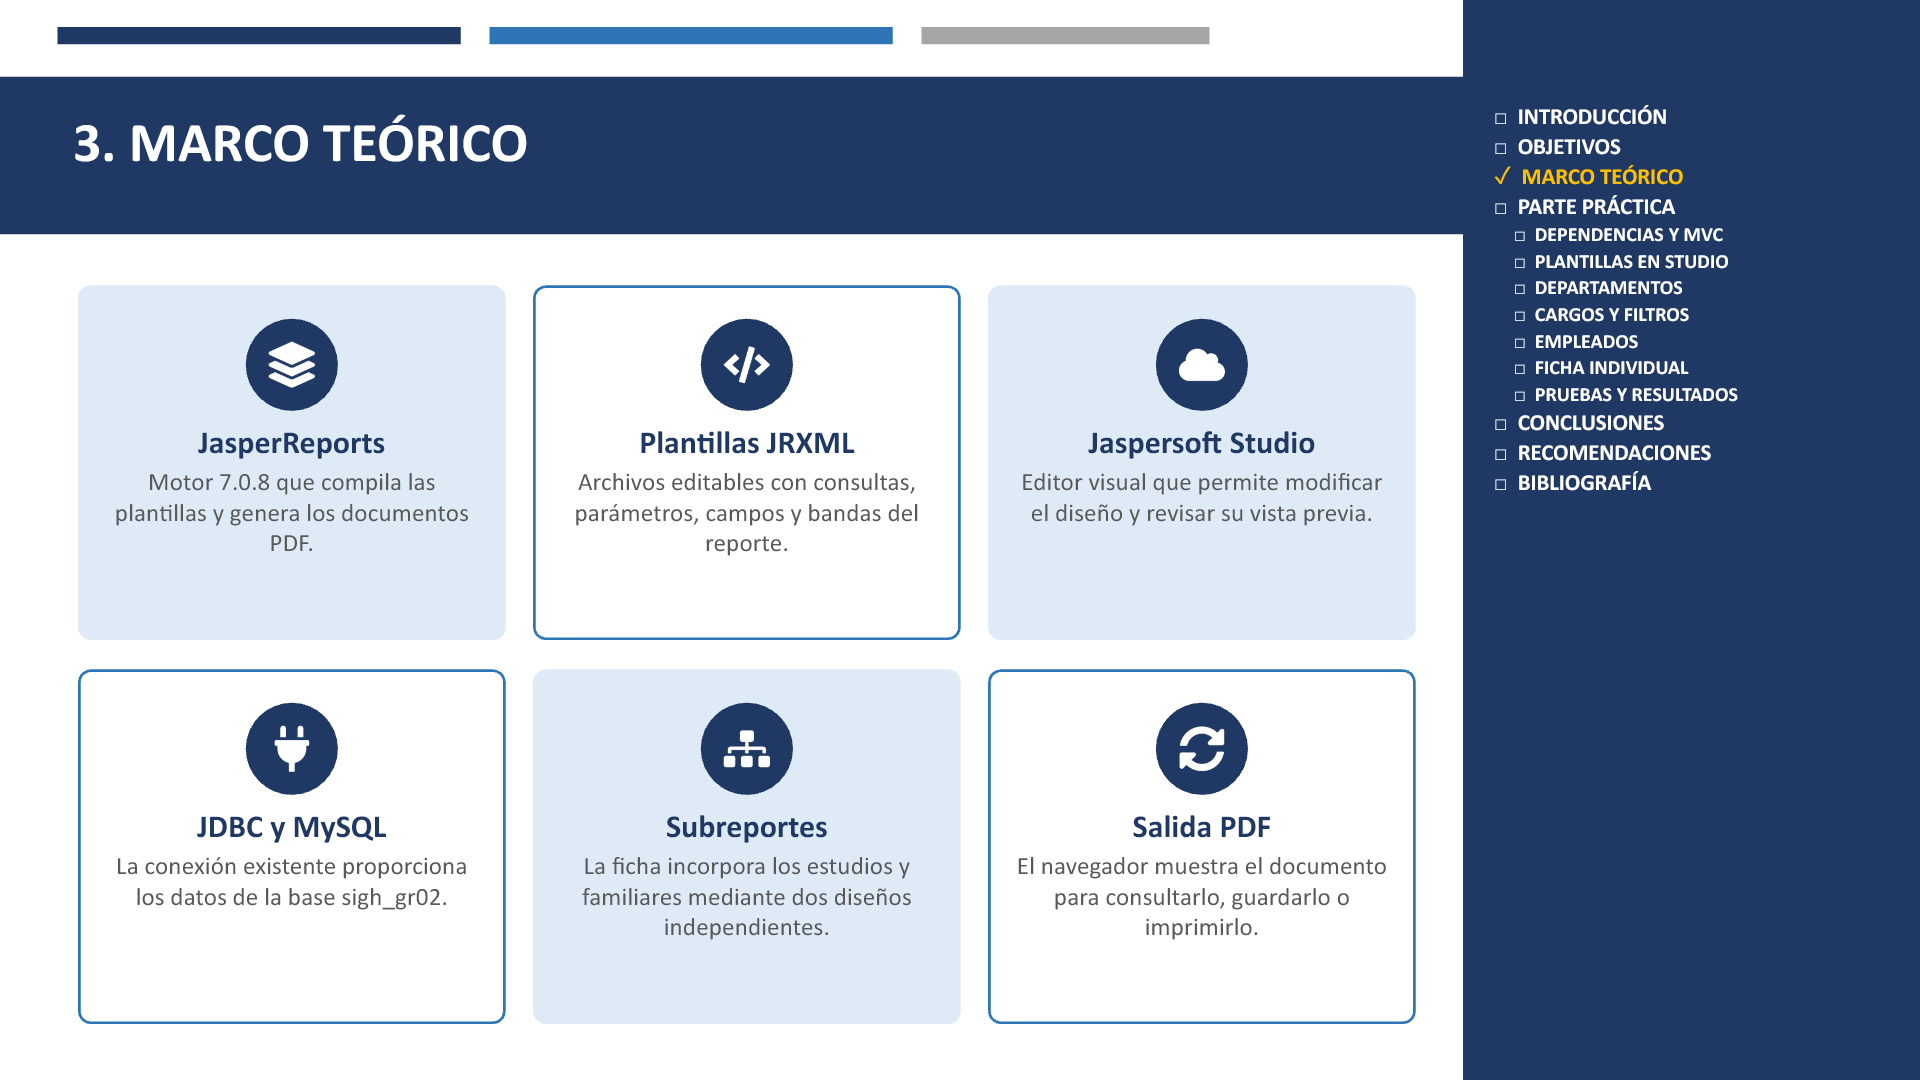 3. MARCO TEÓRICO
JasperReports
Motor 7.0.8 que compila las
plantillas y genera los documentos
PDF.
Plantillas JRXML
Archivos editables con consultas,
parámetros, campos y bandas del
reporte.
Jaspersoft Studio
Editor visual que permite modificar
el diseño y revisar su vista previa.
JDBC y MySQL
La conexión existente proporciona
los datos de la base sigh_gr02.
Subreportes
La ficha incorpora los estudios y
familiares mediante dos diseños
independientes.
Salida PDF
El navegador muestra el documento
para consultarlo, guardarlo o
imprimirlo.
□ INTRODUCCIÓN
□ OBJETIVOS
✓ MARCO TEÓRICO
□ PARTE PRÁCTICA
□ DEPENDENCIAS Y MVC
□ PLANTILLAS EN STUDIO
□ DEPARTAMENTOS
□ CARGOS Y FILTROS
□ EMPLEADOS
□ FICHA INDIVIDUAL
□ PRUEBAS Y RESULTADOS
□ CONCLUSIONES
□ RECOMENDACIONES
□ BIBLIOGRAFÍA